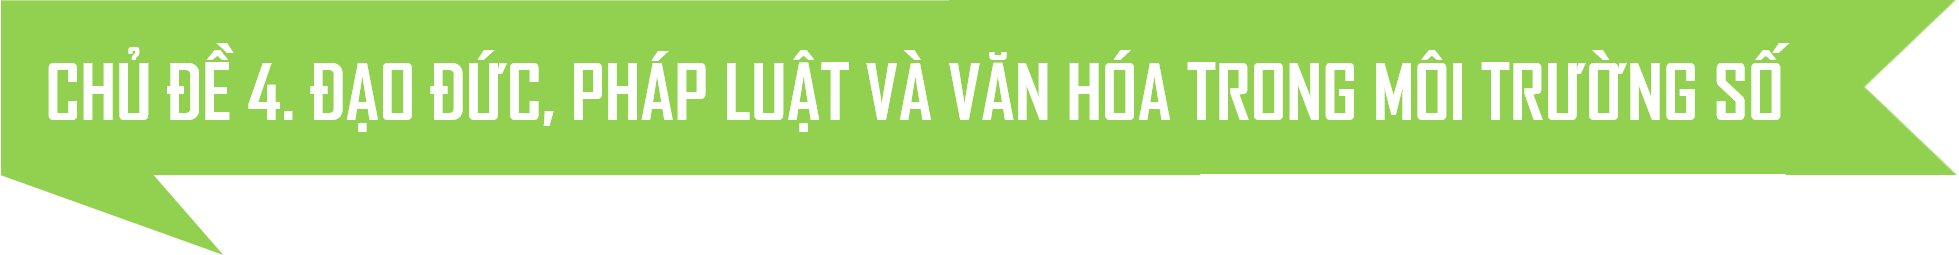 CHỦ ĐỀ 4. ĐẠO ĐỨC, PHÁP LUẬT VÀ VĂN HÓA TRONG MÔI TRƯỜNG SỐ